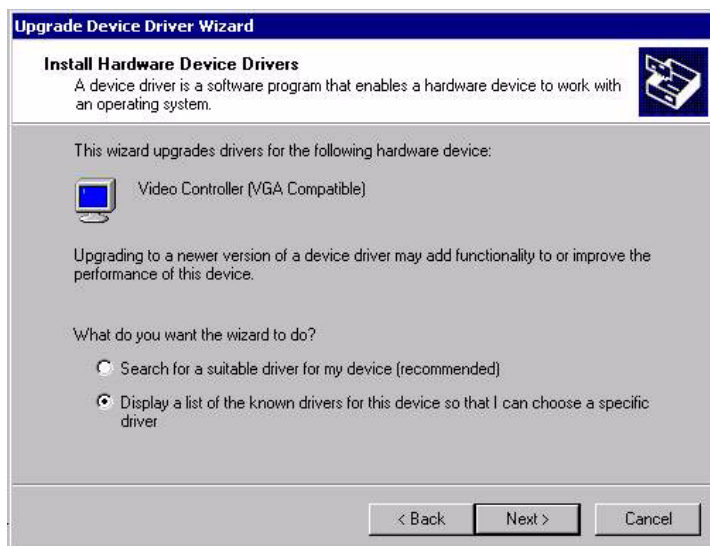 Upgrade Device Driver Wizard
Install Hardware Device Drivers
A device driver is a software program that enables a hardware device to work with
an operating system.
This wizard upgrades drivers for the following hardware device:
Video Controller (VGA Compatible)
Upgrading to a newer version of a device driver may add functionality to or improve the
performance of this device.
What do you want the wizard to do?
Search for a suitable driver for my device (recommended)
Display a list of the known drivers for this device so that I can choose a specific
driver
< Back
Next >
Cancel